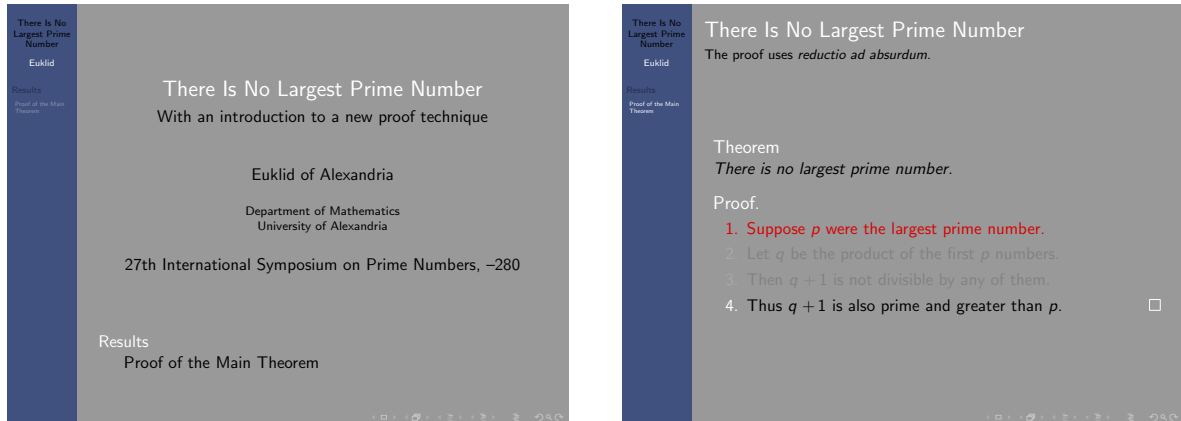 There Is No
Largest Prime
Number
Euklid
Results
Proof of the Main
Theorem
There Is No Largest Prime Number
With an introduction to a new proof technique
Euklid of Alexandria
Department of Mathematics
University of Alexandria
27th International Symposium on Prime Numbers, –280
Results
Proof of the Main Theorem
There Is No
Largest Prime
Number
Euklid
Results
Proof of the Main
Theorem
There Is No Largest Prime Number
The proof uses reductio ad absurdum.
Theorem
There is no largest prime number.
Proof.
1. Suppose p were the largest prime number.
2. Let q be the product of the first p numbers.
3. Then q + 1 is not divisible by any of them.
4. Thus q + 1 is also prime and greater than p.